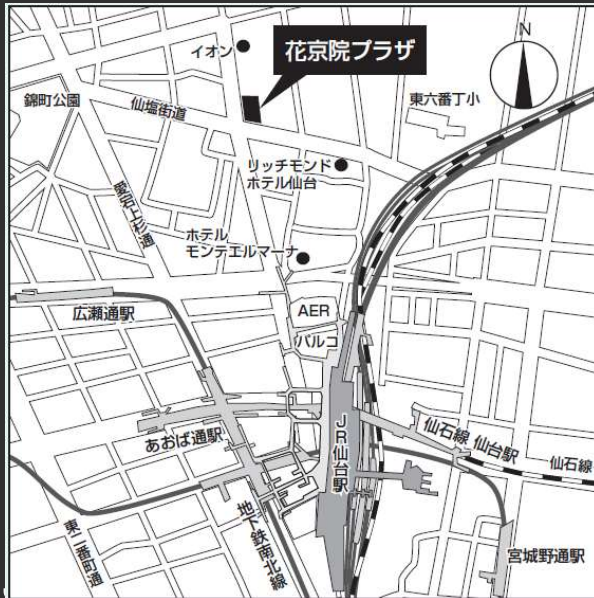 イオン
花京院プラザ
N
錦町公園
仙塩街道
東六番丁小
リッチモンド
ホテル仙台
愛宕上杉通
ホテル
モンテエルマーナ
広瀬通駅
AER
パルコ
あおば通駅
JR仙台駅
仙石線 仙台駅
仙石線
東二番町通
地下鉄南北線
宮城野通駅